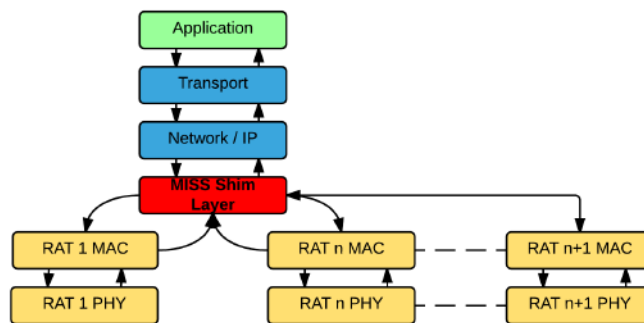 Application
Transport
Network / IP
MISS Shim
Layer
RAT 1 MAC
RAT n MAC
RAT n+1 MAC
RAT 1 PHY
RAT n PHY
RAT n+1 PHY